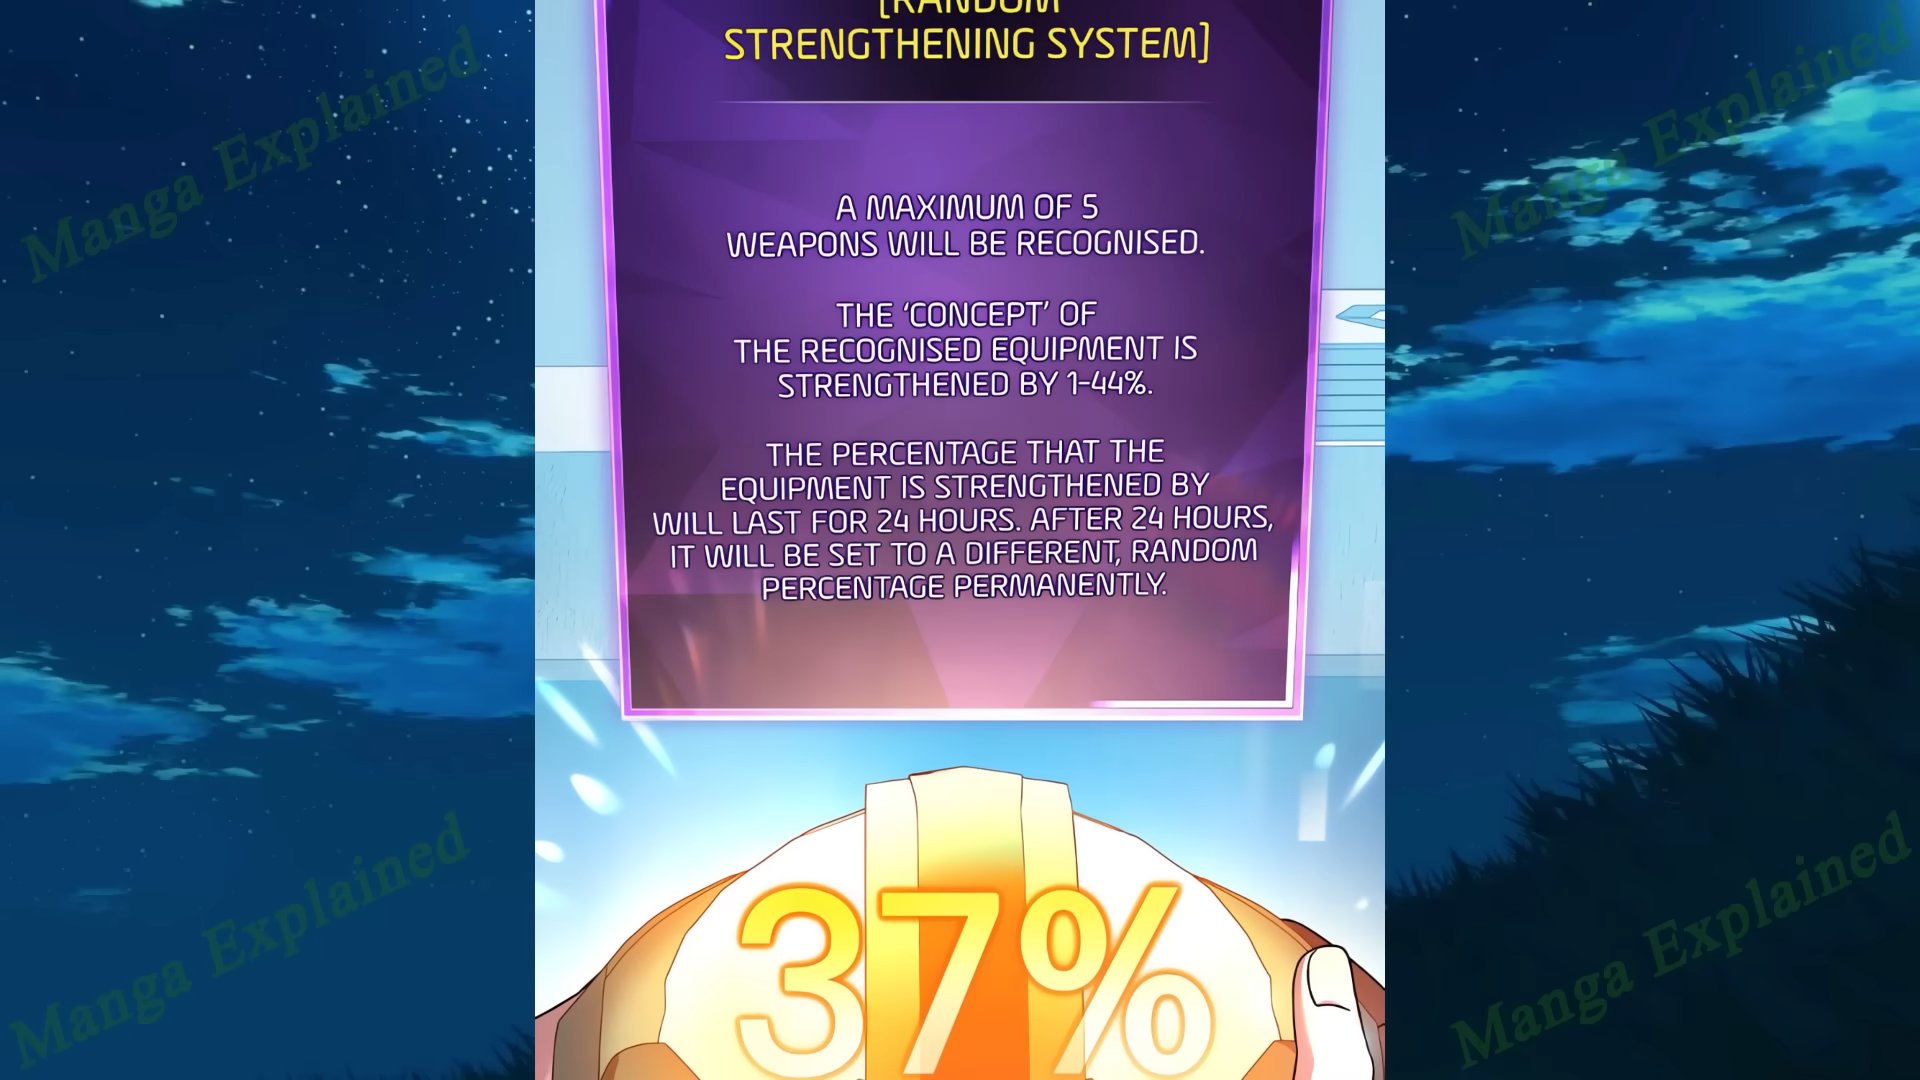 [RANDOM
STRENGTHENING SYSTEM]
A MAXIMUM OF 5
WEAPONS WILL BE RECOGNISED.
THE ‘CONCEPT’ OF
THE RECOGNISED EQUIPMENT IS
STRENGTHENED BY 1-44%.
THE PERCENTAGE THAT THE
EQUIPMENT IS STRENGTHENED BY
WILL LAST FOR 24 HOURS. AFTER 24 HOURS,
IT WILL BE SET TO A DIFFERENT, RANDOM
PERCENTAGE PERMANENTLY.
37%
Manga Explained
Manga Explained
Manga Explained
Manga Explained